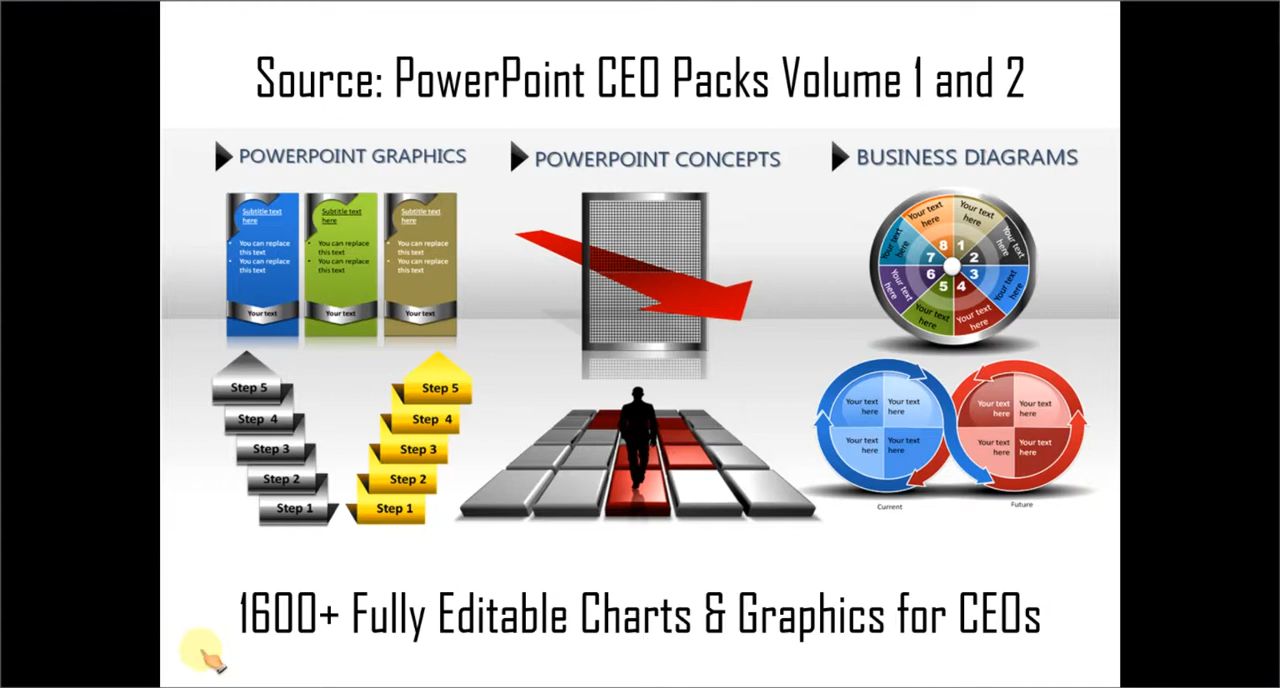 Source: PowerPoint CEO Packs Volume 1 and 2
POWERPOINT GRAPHICS
POWERPOINT CONCEPTS
BUSINESS DIAGRAMS
Subtitle text
here
• You can replace
this text
• You can replace
this text
Your text
Subtitle text
here
• You can replace
this text
• You can replace
this text
Your text
Subtitle text
here
• You can replace
this text
• You can replace
this text
Your text
Your text
here
Your text
here
Your text
here
Your text
here
Your text
here
Your text
here
Your text
here
Your text
here
8
1
2
3
4
5
6
7
Step 5
Step 4
Step 3
Step 2
Step 1
Step 5
Step 4
Step 3
Step 2
Step 1
Your text
here
Your text
here
Your text
here
Your text
here
Current
Your text
here
Your text
here
Your text
here
Your text
here
Future
1600+ Fully Editable Charts & Graphics for CEOs